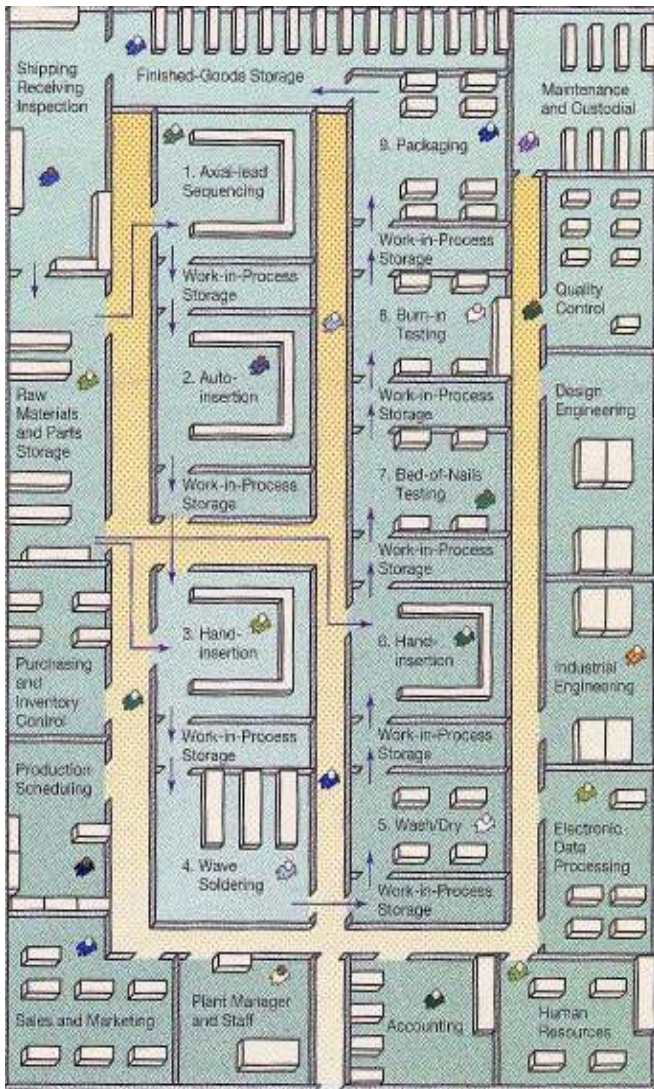 Shipping
Receiving
Inspection
Finished-Goods Storage
Maintenance
and Custodial
1. Axial-lead
Sequencing
9. Packaging
Work-in-Process
Storage
Work-in-Process
Storage
Quality
Control
8. Burn-in
Testing
2. Auto-
insertion
Raw
Materials
and Parts
Storage
Work-in-Process
Storage
Design
Engineering
7. Bed-of-Nails
Testing
Work-in-Process
Storage
Work-in-Process
Storage
3. Hand-
insertion
6. Hand-
insertion
Purchasing
and
Inventory
Control
Industrial
Engineering
Work-in-Process
Storage
Work-in-Process
Storage
Production
Scheduling
4. Wave
Soldering
5. Wash/Dry
Electronic
Data
Processing
Work-in-Process
Storage
Sales and Marketing
Plant Manager
and Staff
Accounting
Human
Resources